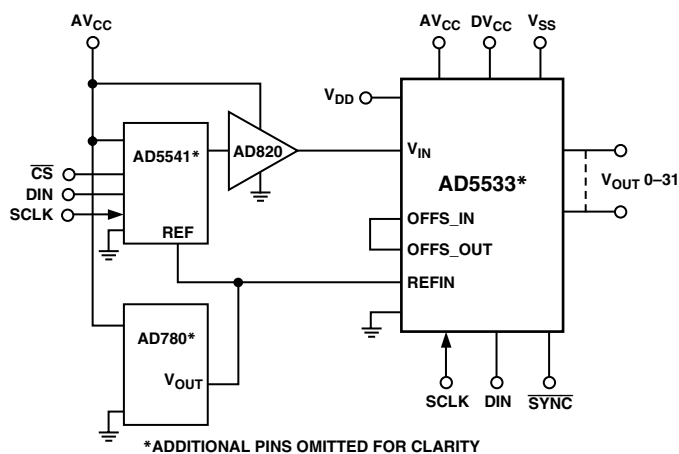 AVCC
AVCC DVCC VSS
VDD
AD5541*
AD820
VIN
CS
DIN
SCLK
REF
AD5533*
VOUT 0–31
OFFS_IN
OFFS_OUT
REFIN
AD780*
VOUT
SCLK DIN SYNC
*ADDITIONAL PINS OMITTED FOR CLARITY